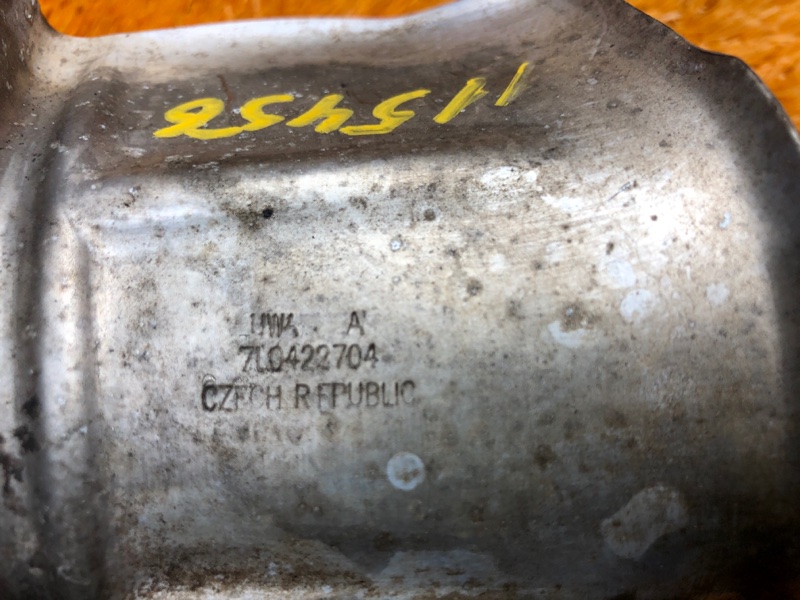 115458
A
7L0422704
CZECH REPUBLIC